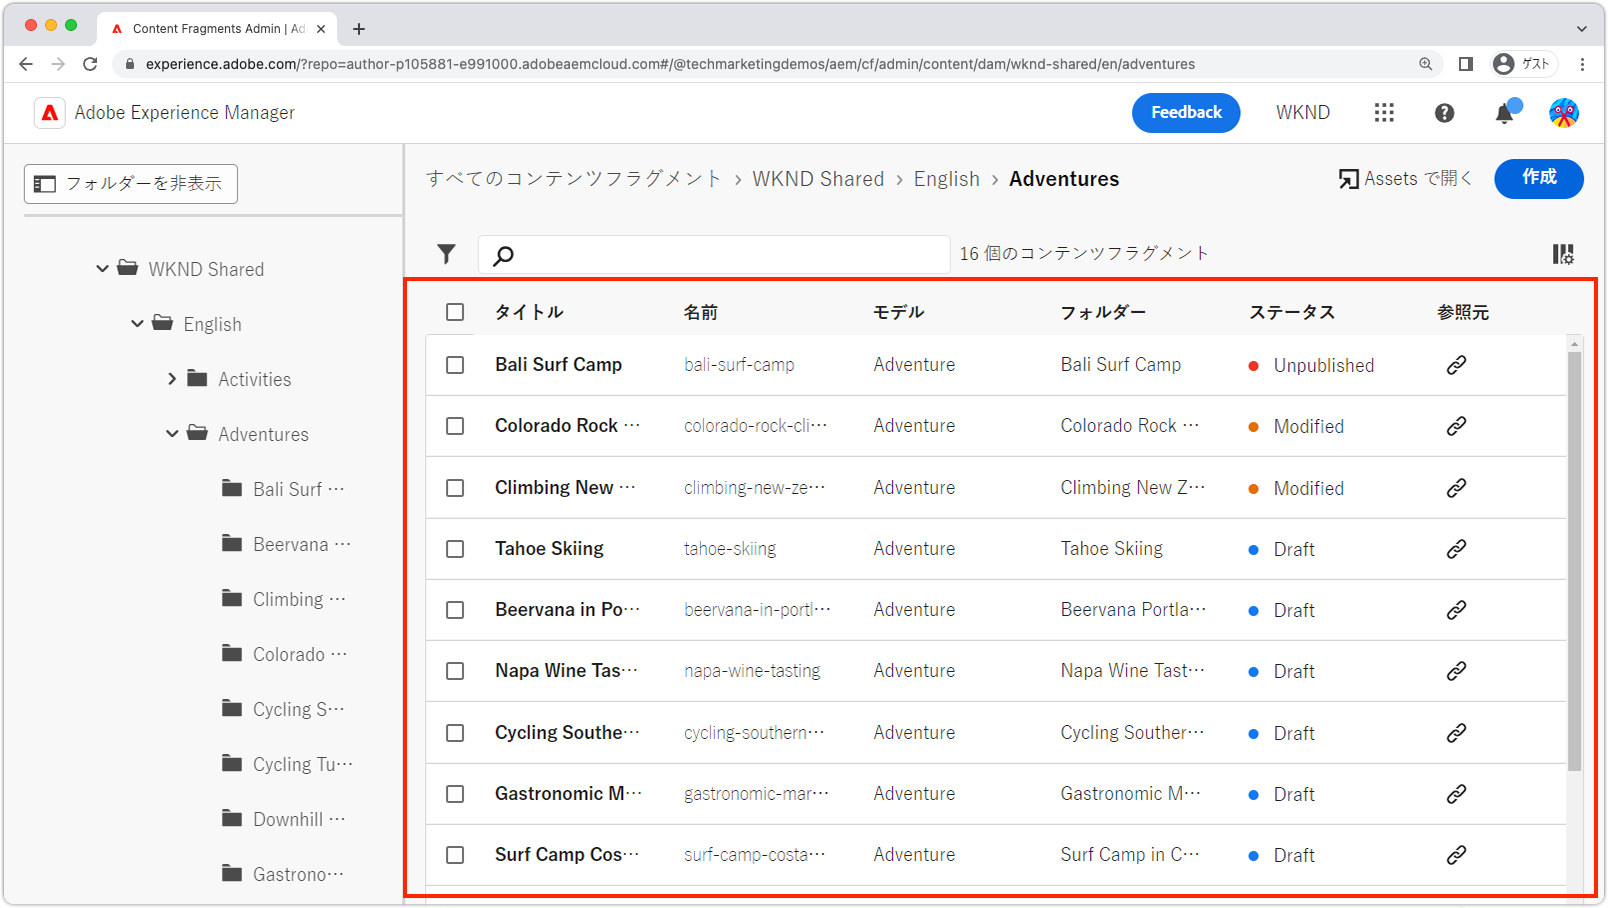 Content Fragments Admin | Ad
experience.adobe.com/?repo=author-p105881-e991000.adobeaemcloud.com#/@techmarketingdemos/aem/cf/admin/content/dam/wknd-shared/en/adventures
ゲスト
Adobe Experience Manager
Feedback
WKND
フォルダーを非表示
すべてのコンテンツフラグメント › WKND Shared › English › Adventures
Assets で開く
作成
16 個のコンテンツフラグメント
WKND Shared
English
Activities
Adventures
Bali Surf ···
Beervana ···
Climbing ···
Colorado ···
Cycling S···
Cycling Tu···
Downhill ···
Gastrono···
タイトル 名前 モデル フォルダー ステータス 参照元
Bali Surf Camp bali-surf-camp Adventure Bali Surf Camp Unpublished
Colorado Rock ··· colorado-rock-cli··· Adventure Colorado Rock ··· Modified
Climbing New ··· climbing-new-ze··· Adventure Climbing New Z··· Modified
Tahoe Skiing tahoe-skiing Adventure Tahoe Skiing Draft
Beervana in Po··· beervana-in-portl··· Adventure Beervana Portla··· Draft
Napa Wine Tas··· napa-wine-tasting Adventure Napa Wine Tast··· Draft
Cycling Southe··· cycling-southern··· Adventure Cycling Souther··· Draft
Gastronomic M··· gastronomic-mar··· Adventure Gastronomic M··· Draft
Surf Camp Cos··· surf-camp-costa··· Adventure Surf Camp in C··· Draft